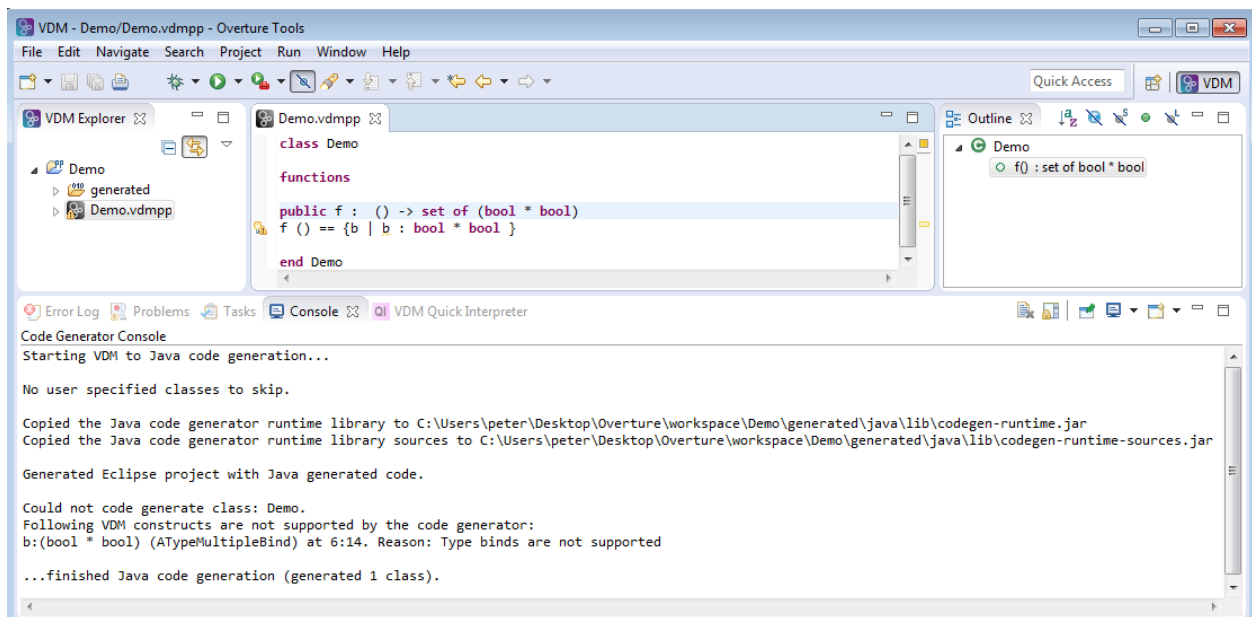 VDM - Demo/Demo.vdmpp - Overture Tools
File Edit Navigate Search Project Run Window Help
Quick Access VDM
VDM Explorer
Demo
generated
Demo.vdmpp
Demo.vdmpp
class Demo
functions
public f : () -> set of (bool * bool)
f () == {b | b : bool * bool }
end Demo
Outline
Demo
f() : set of bool * bool
Error Log Problems Tasks Console QI VDM Quick Interpreter
Code Generator Console
Starting VDM to Java code generation...
No user specified classes to skip.
Copied the Java code generator runtime library to C:\Users\peter\Desktop\Overture\workspace\Demo\generated\java\lib\codegen-runtime.jar
Copied the Java code generator runtime library sources to C:\Users\peter\Desktop\Overture\workspace\Demo\generated\java\lib\codegen-runtime-sources.jar
Generated Eclipse project with Java generated code.
Could not code generate class: Demo.
Following VDM constructs are not supported by the code generator:
b:(bool * bool) (ATypeMultipleBind) at 6:14. Reason: Type binds are not supported
...finished Java code generation (generated 1 class).